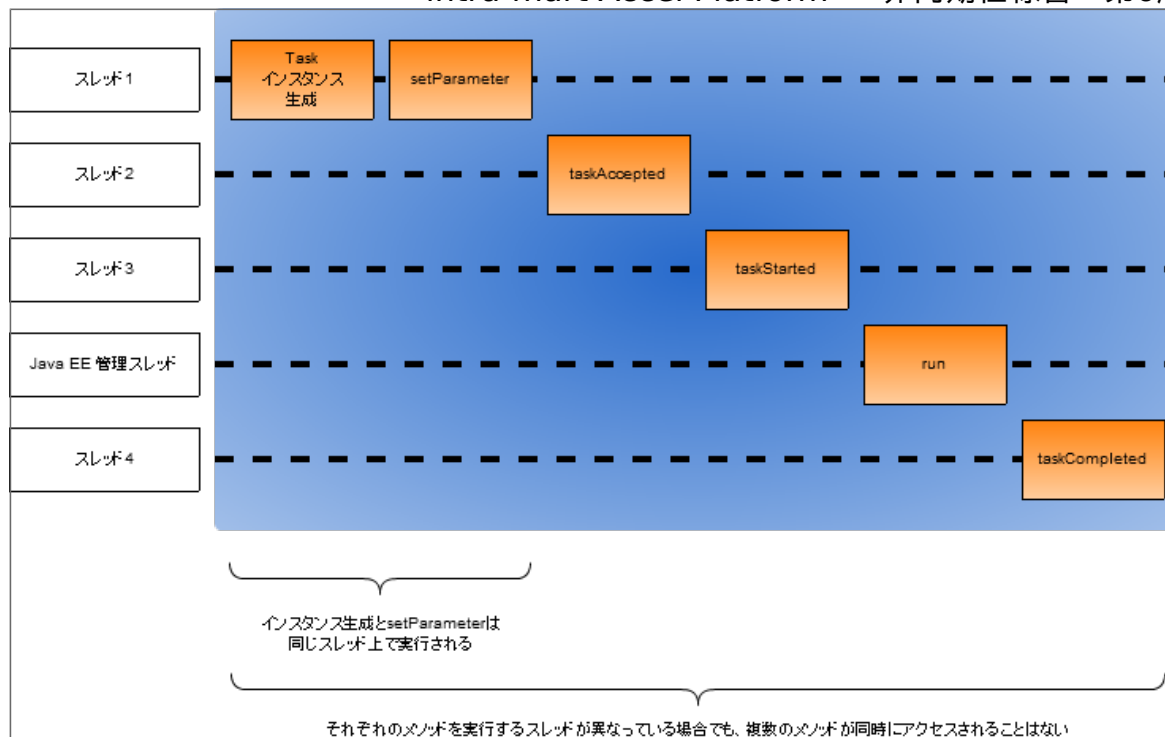 スレッド1
Task
インスタンス
生成
setParameter
スレッド2
taskAccepted
スレッド3
taskStarted
Java EE 管理スレッド
run
スレッド4
taskCompleted
インスタンス生成とsetParameterは
同じスレッド上で実行される
それぞれのメソッドを実行するスレッドが異なっている場合でも、複数のメソッドが同時にアクセスされることはない